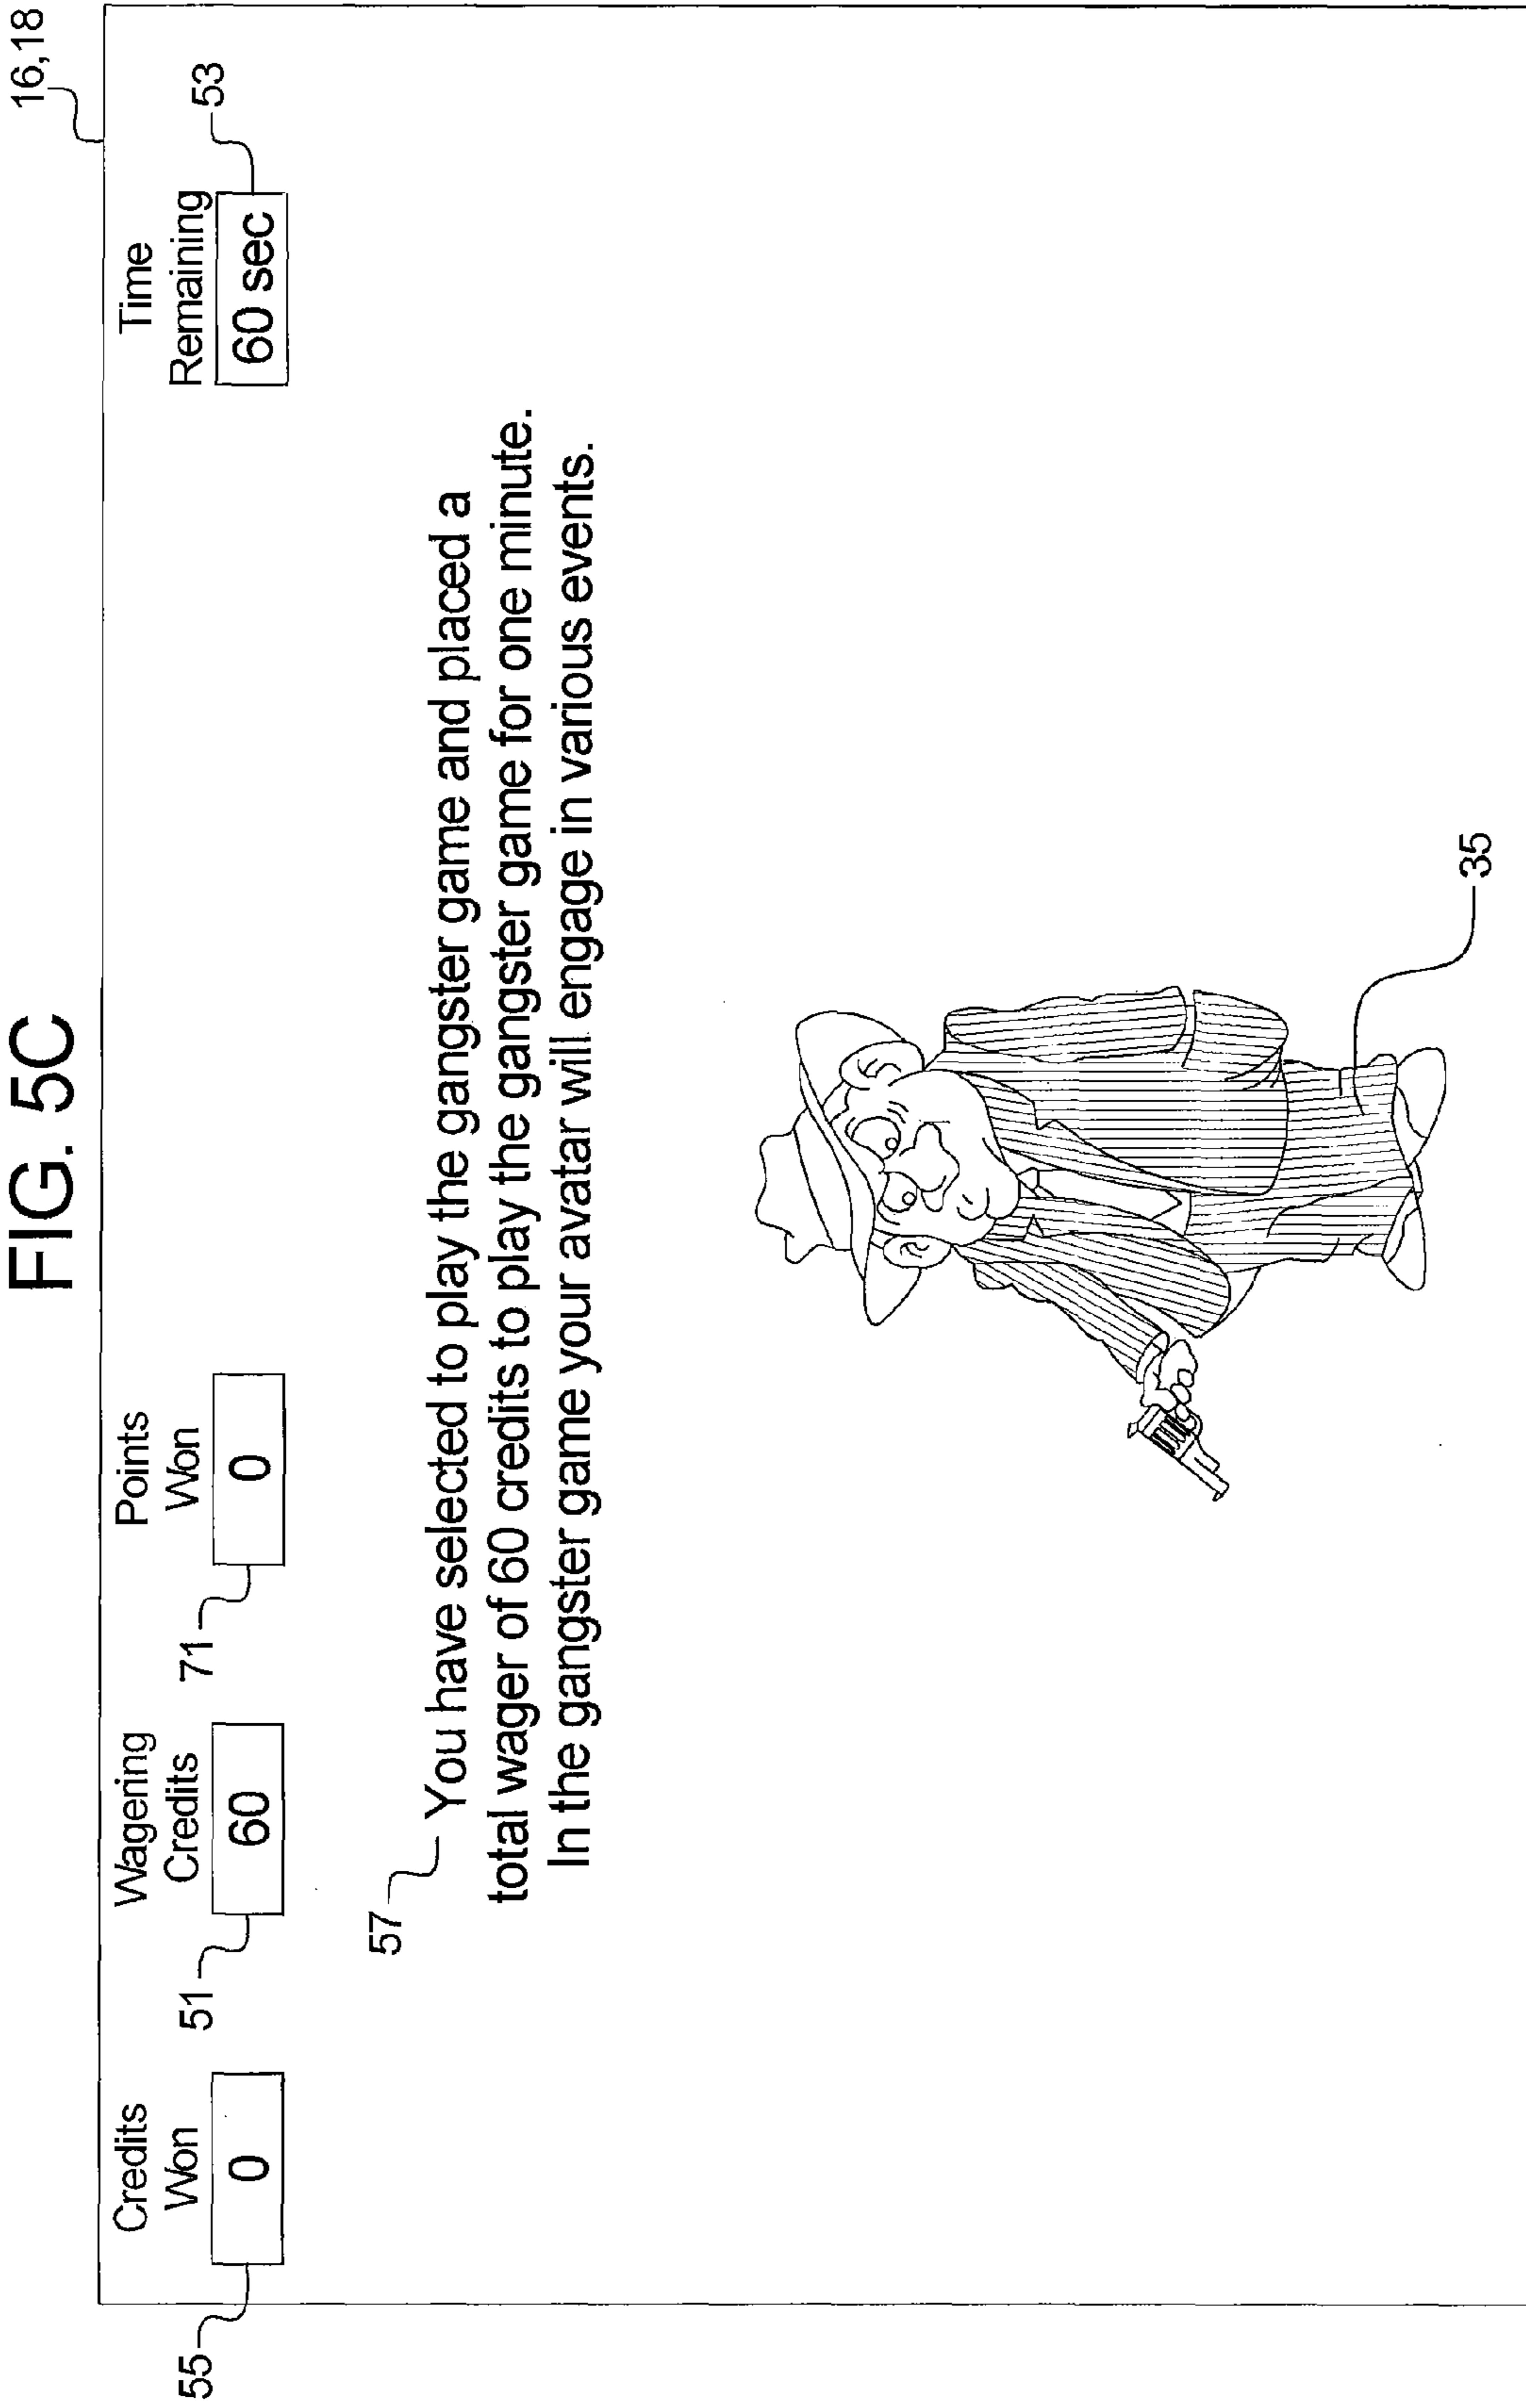 FIG. 5C
16,18
Credits
Won
0
55
Wagering
Credits
60
51
Points
Won
0
71
Time
Remaining
60 sec
53
57
You have selected to play the gangster game and placed a
total wager of 60 credits to play the gangster game for one minute.
In the gangster game your avatar will engage in various events.
35